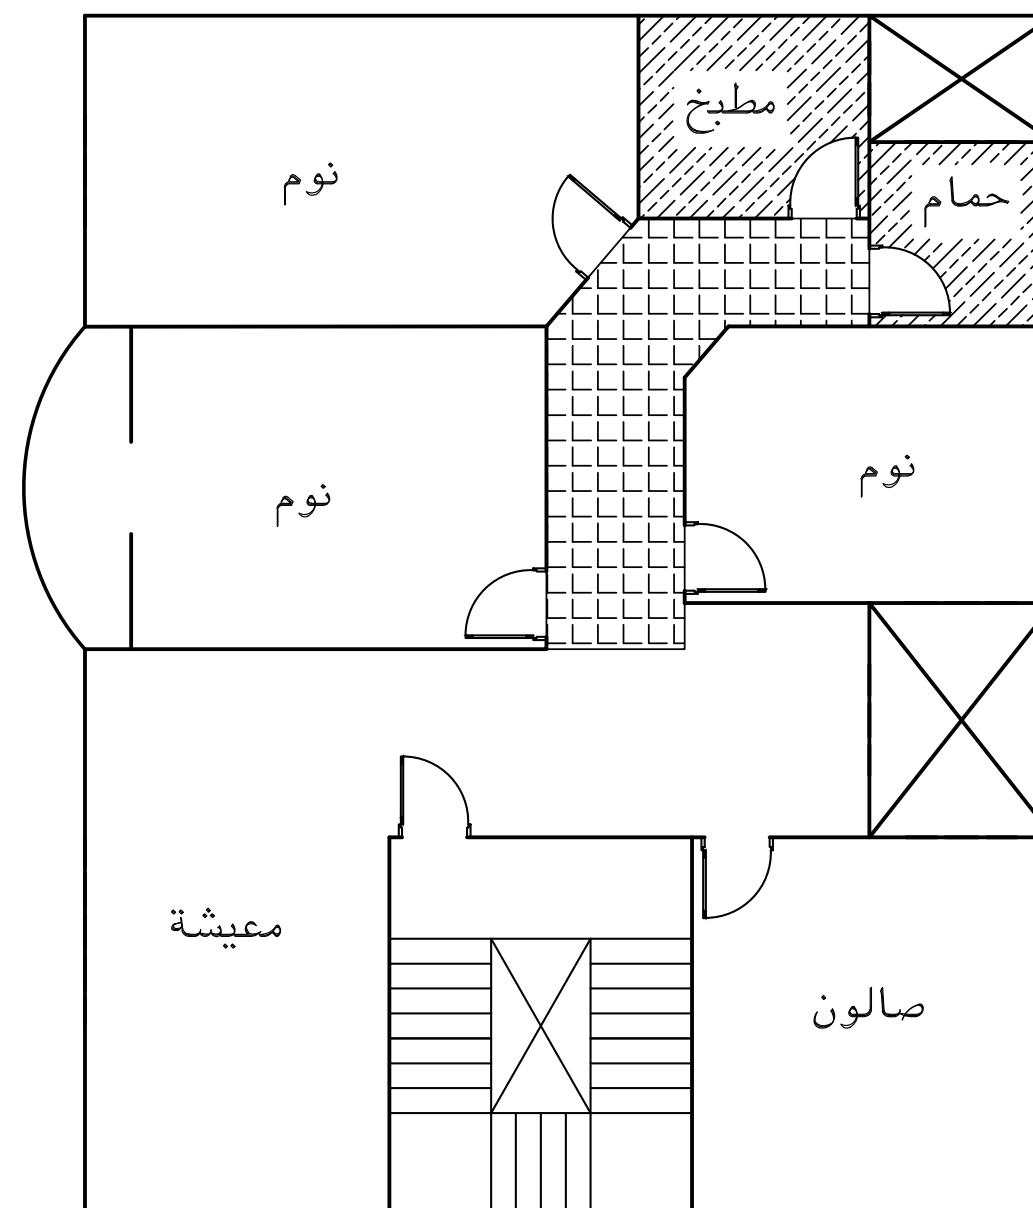 مطبخ
نوم
حمام
نوم
نوم
معيشة
صالون